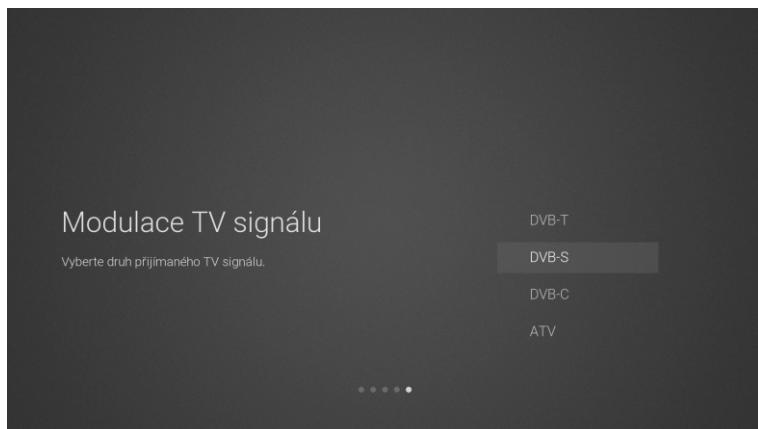 Modulace TV signálu
Vyberte druh přijímaného TV signálu.
DVB-T
DVB-S
DVB-C
ATV